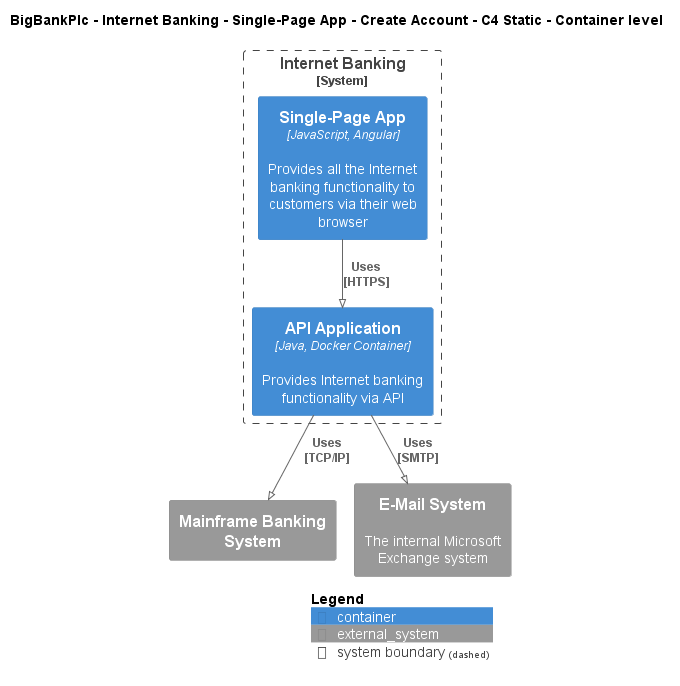 BigBankPlc - Internet Banking - Single-Page App - Create Account - C4 Static - Container level
Internet Banking
[System]
Single-Page App
[JavaScript, Angular]
Provides all the Internet
banking functionality to
customers via their web
browser
Uses
[HTTPS]
API Application
[Java, Docker Container]
Provides Internet banking
functionality via API
Uses
[TCP/IP]
Uses
[SMTP]
Mainframe Banking
System
E-Mail System
The internal Microsoft
Exchange system
Legend
container
external_system
system boundary (dashed)